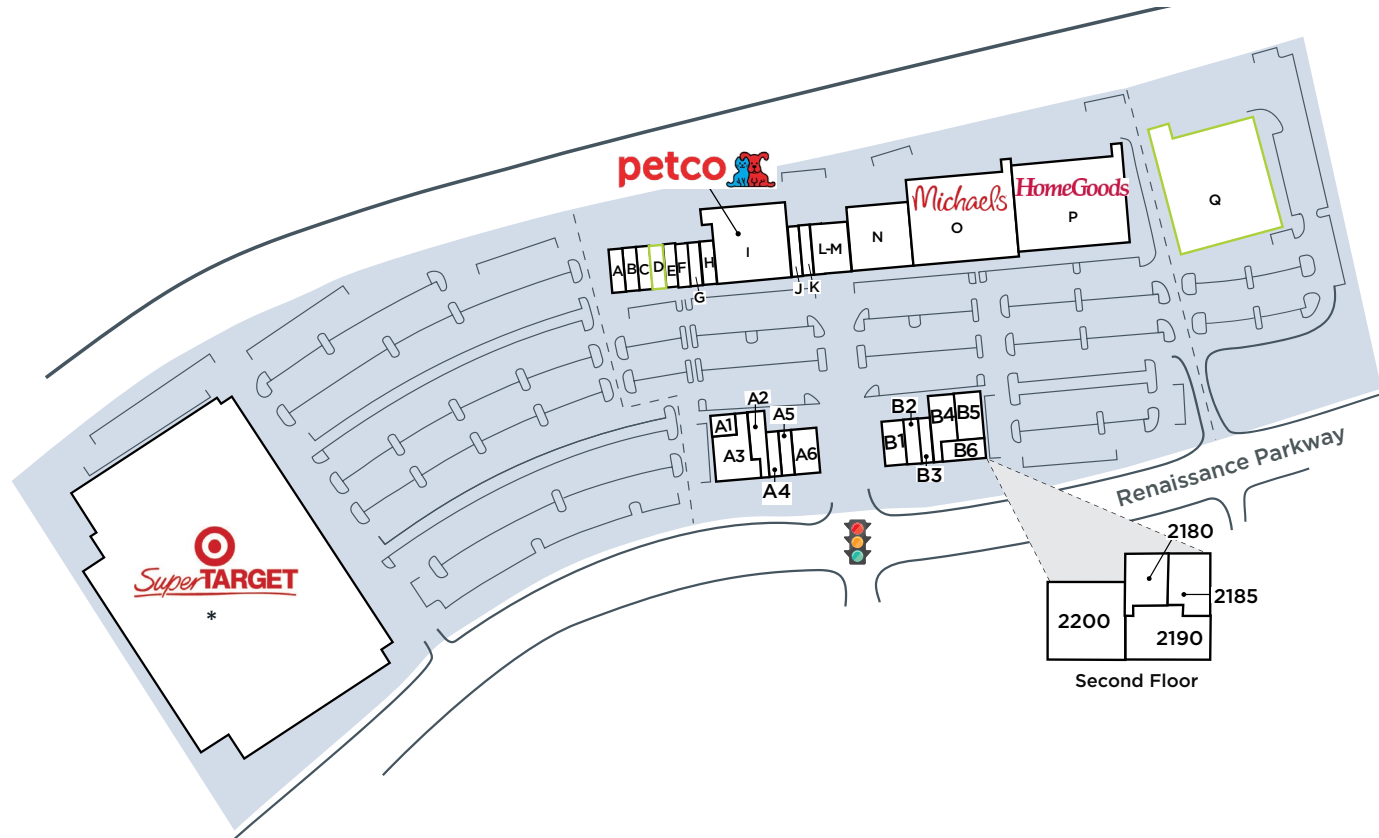 petco
Michaels
HomeGoods
A
B
C
D
E
F
G
H
I
J
K
L-M
N
O
P
Q
A1
A2
A3
A4
A5
A6
B1
B2
B3
B4
B5
B6
Renaissance Parkway
SuperTARGET
*
2180
2185
2200
2190
Second Floor